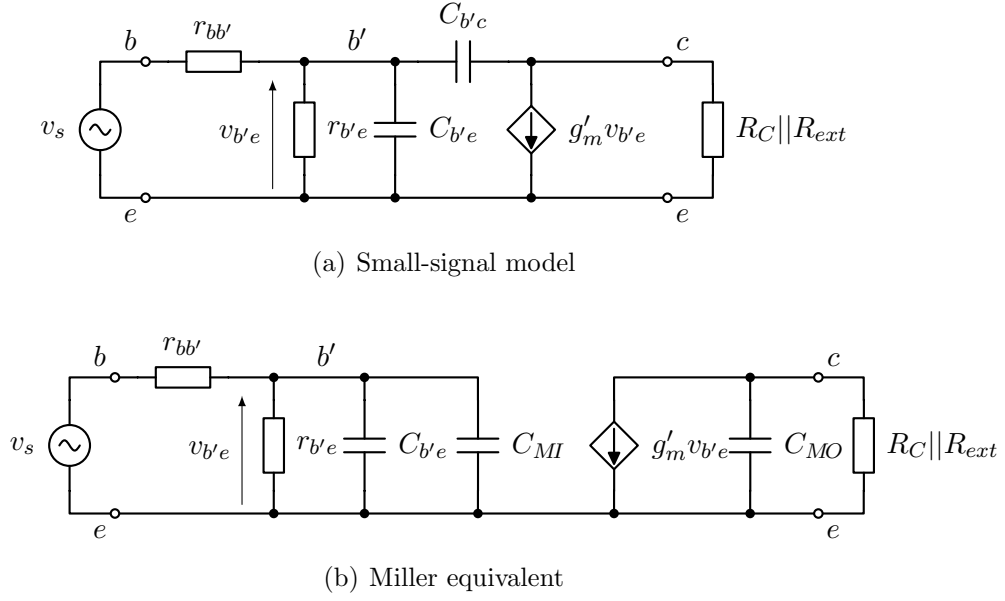 C_{b'c}
r_{bb'}
b b' c
v_s v_{b'e} r_{b'e} C_{b'e} g'_m v_{b'e} R_C||R_{ext}
e e
(a) Small-signal model
r_{bb'}
b b' c
v_s v_{b'e} r_{b'e} C_{b'e} C_{MI} g'_m v_{b'e} C_{MO} R_C||R_{ext}
e e
(b) Miller equivalent